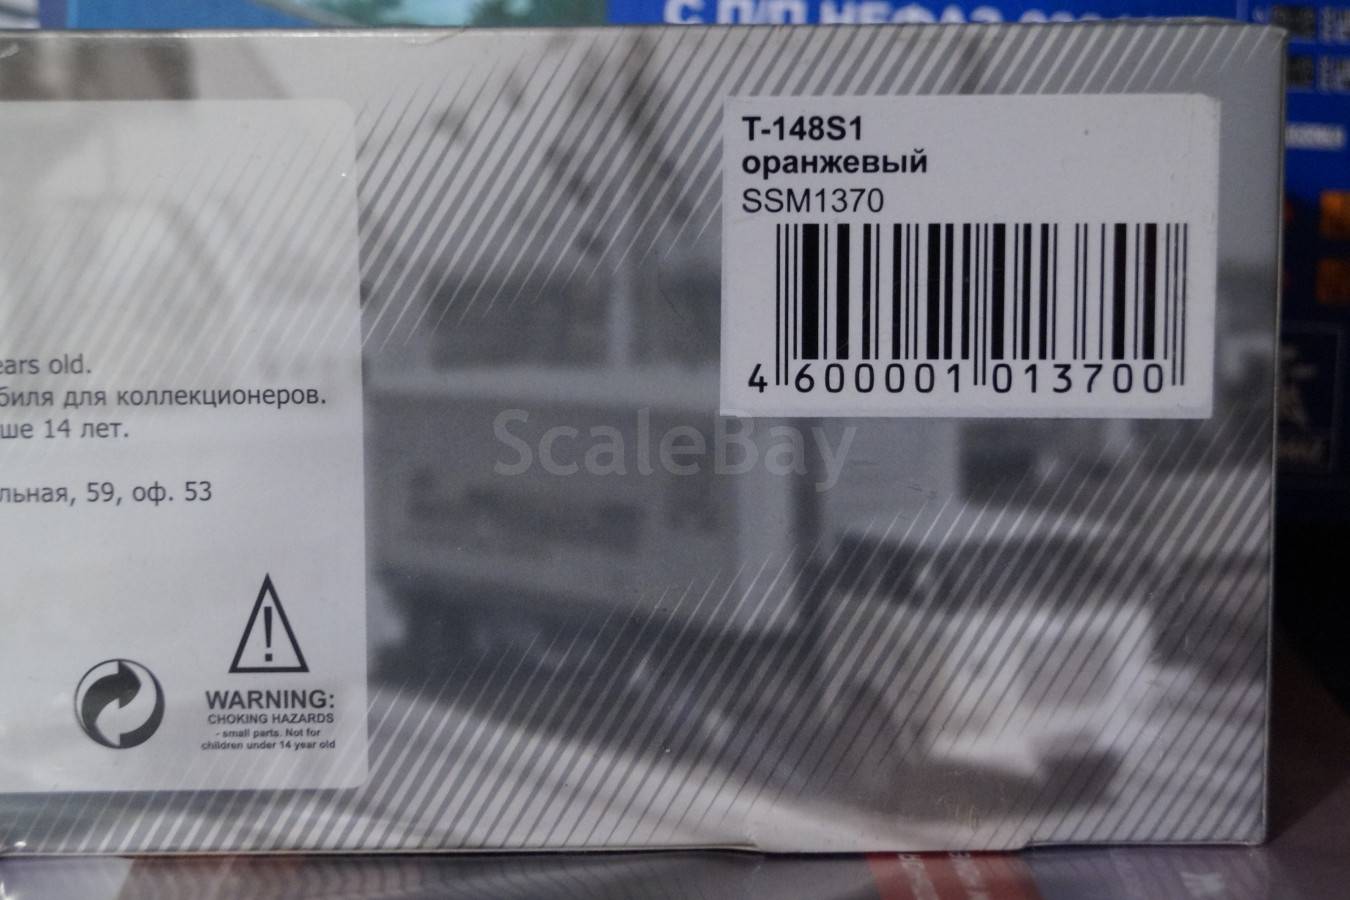 С П/П НЕФАЗ
T-148S1
оранжевый
SSM1370
4 600001 013700
ears old.
биля для коллекционеров.
ше 14 лет.
льная, 59, оф. 53
ScaleBay
WARNING:
CHOKING HAZARDS
- small parts. Not for
children under 14 year old